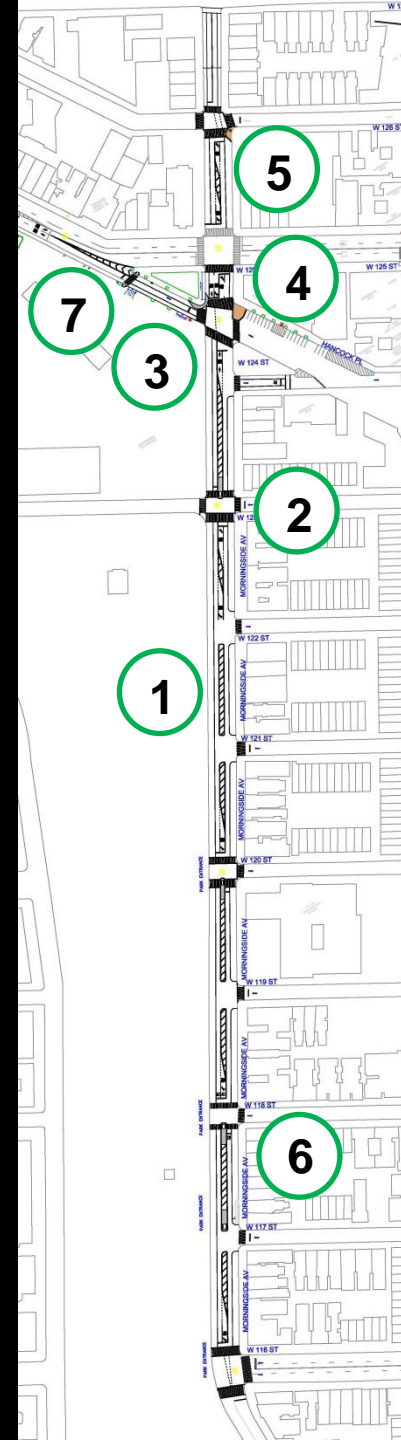 W 126 ST
5
W 125 ST
4
7
HANCOCK PL
3
W 124 ST
2
MORNINGSIDE AV
W 122 ST
1
MORNINGSIDE AV
W 121 ST
MORNINGSIDE AV
PARK ENTRANCE
W 120 ST
MORNINGSIDE AV
W 119 ST
MORNINGSIDE AV
PARK ENTRANCE
W 118 ST
6
PARK ENTRANCE
MORNINGSIDE AV
W 117 ST
MORNINGSIDE AV
PARK ENTRANCE
W 116 ST